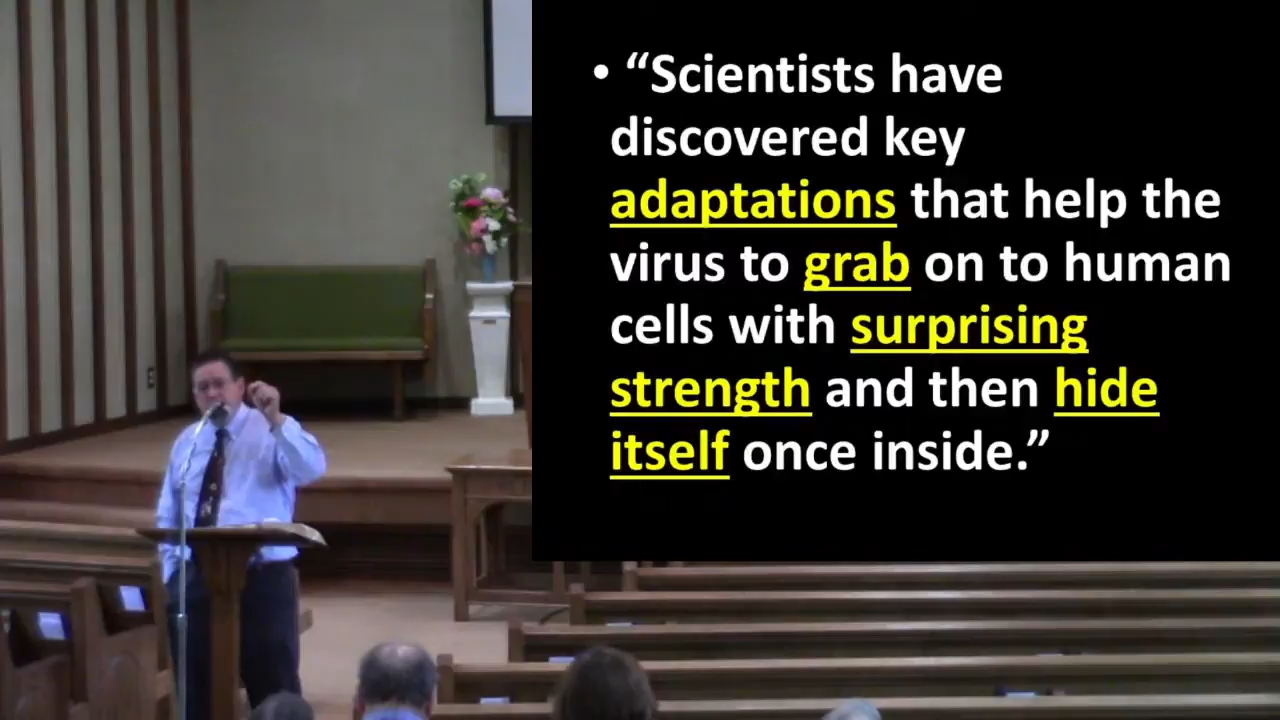 • “Scientists have
discovered key
adaptations that help the
virus to grab on to human
cells with surprising
strength and then hide
itself once inside.”